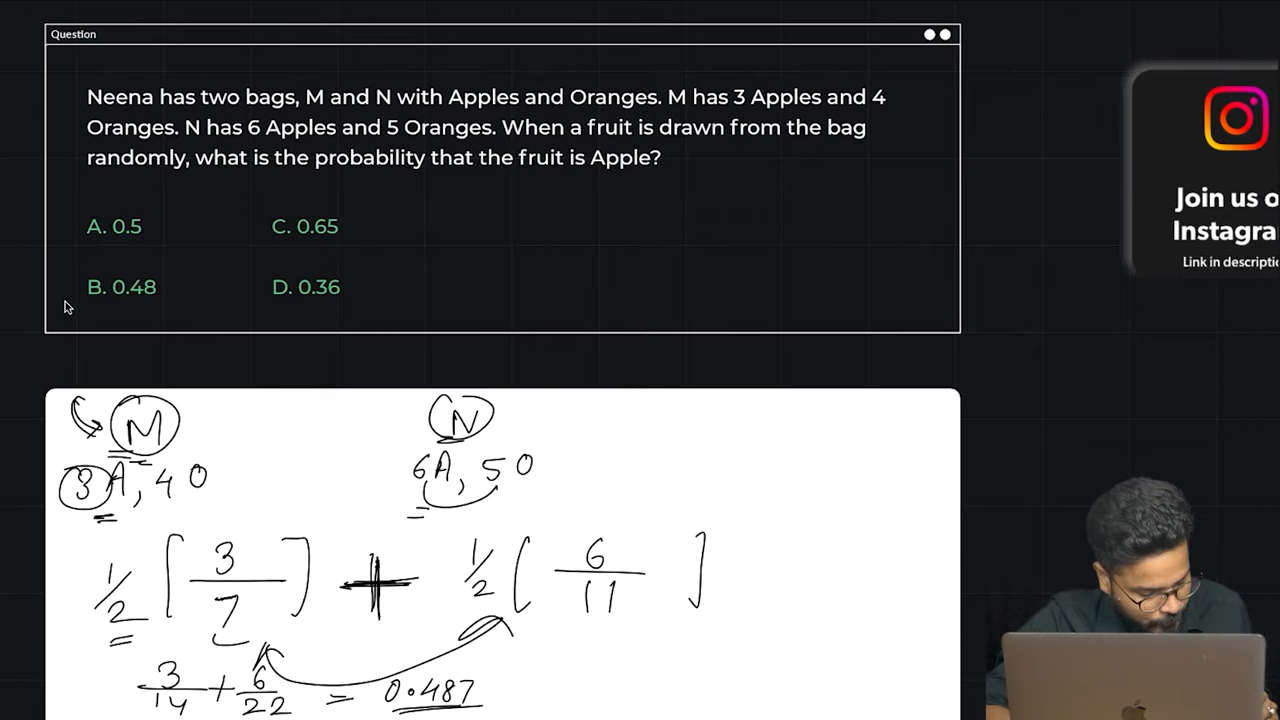 Question
Neena has two bags, M and N with Apples and Oranges. M has 3 Apples and 4
Oranges. N has 6 Apples and 5 Oranges. When a fruit is drawn from the bag
randomly, what is the probability that the fruit is Apple?
A. 0.5
C. 0.65
B. 0.48
D. 0.36
Join us o
Instagra
Link in descriptio
M
N
3A, 4O
6A, 5O
1/2 [ 3/7 ] + 1/2 [ 6/11 ]
3/14 + 6/22 = 0.487